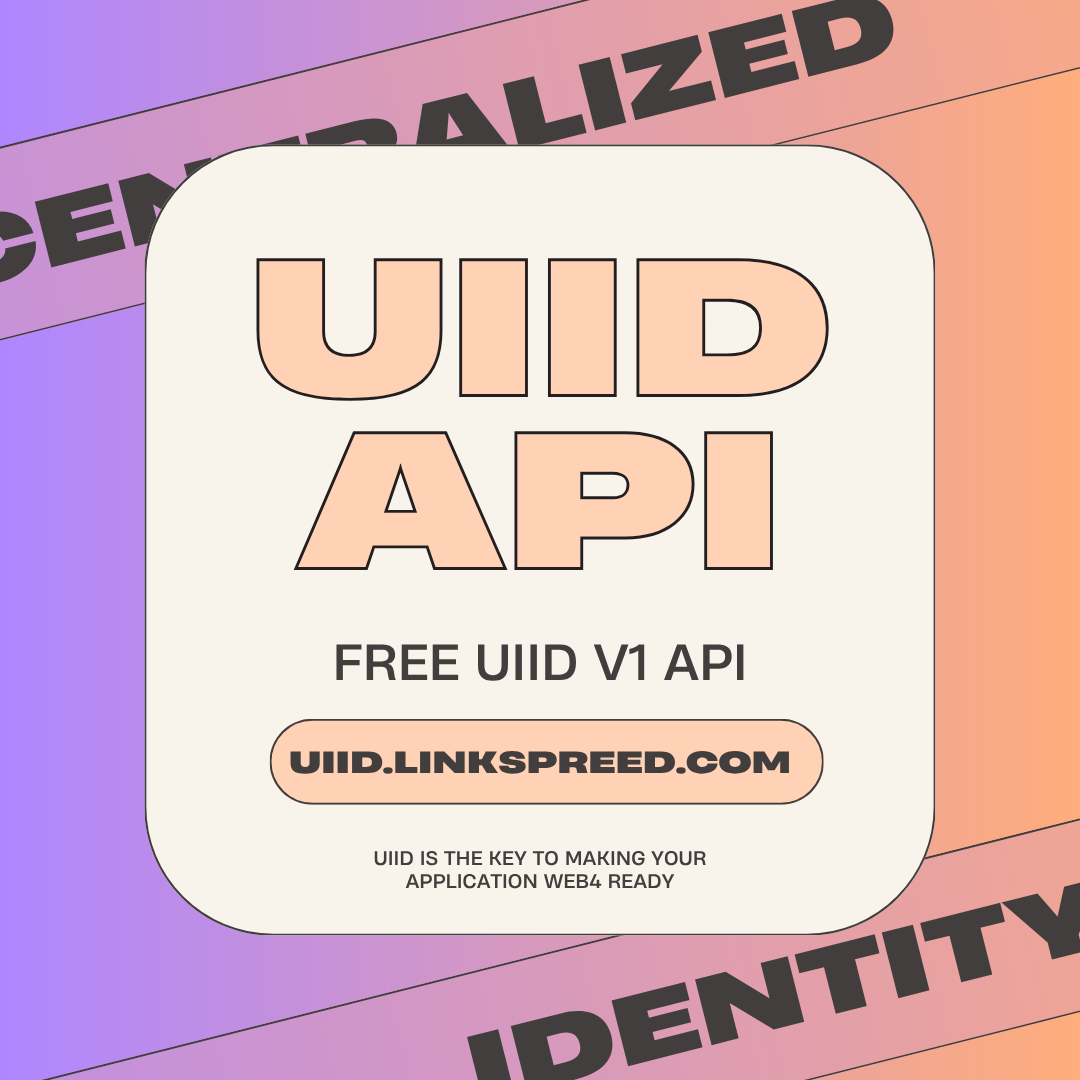 CENTRALIZED
UIID
API
FREE UIID V1 API
UIID.LINKSPREED.COM
UIID IS THE KEY TO MAKING YOUR
APPLICATION WEB4 READY
IDENTITY